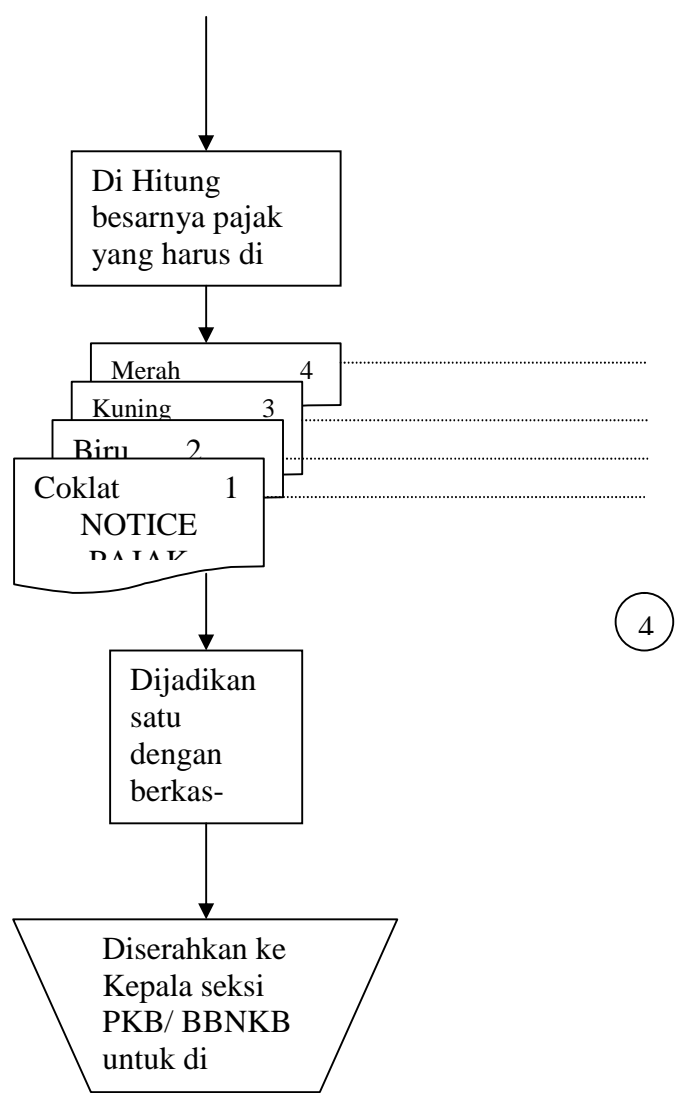 Di Hitung
besarnya pajak
yang harus di
Merah 4
Kuning 3
Biru 2
Coklat 1
NOTICE
PAJAK
4
Dijadikan
satu
dengan
berkas-
Diserahkan ke
Kepala seksi
PKB/ BBNKB
untuk di